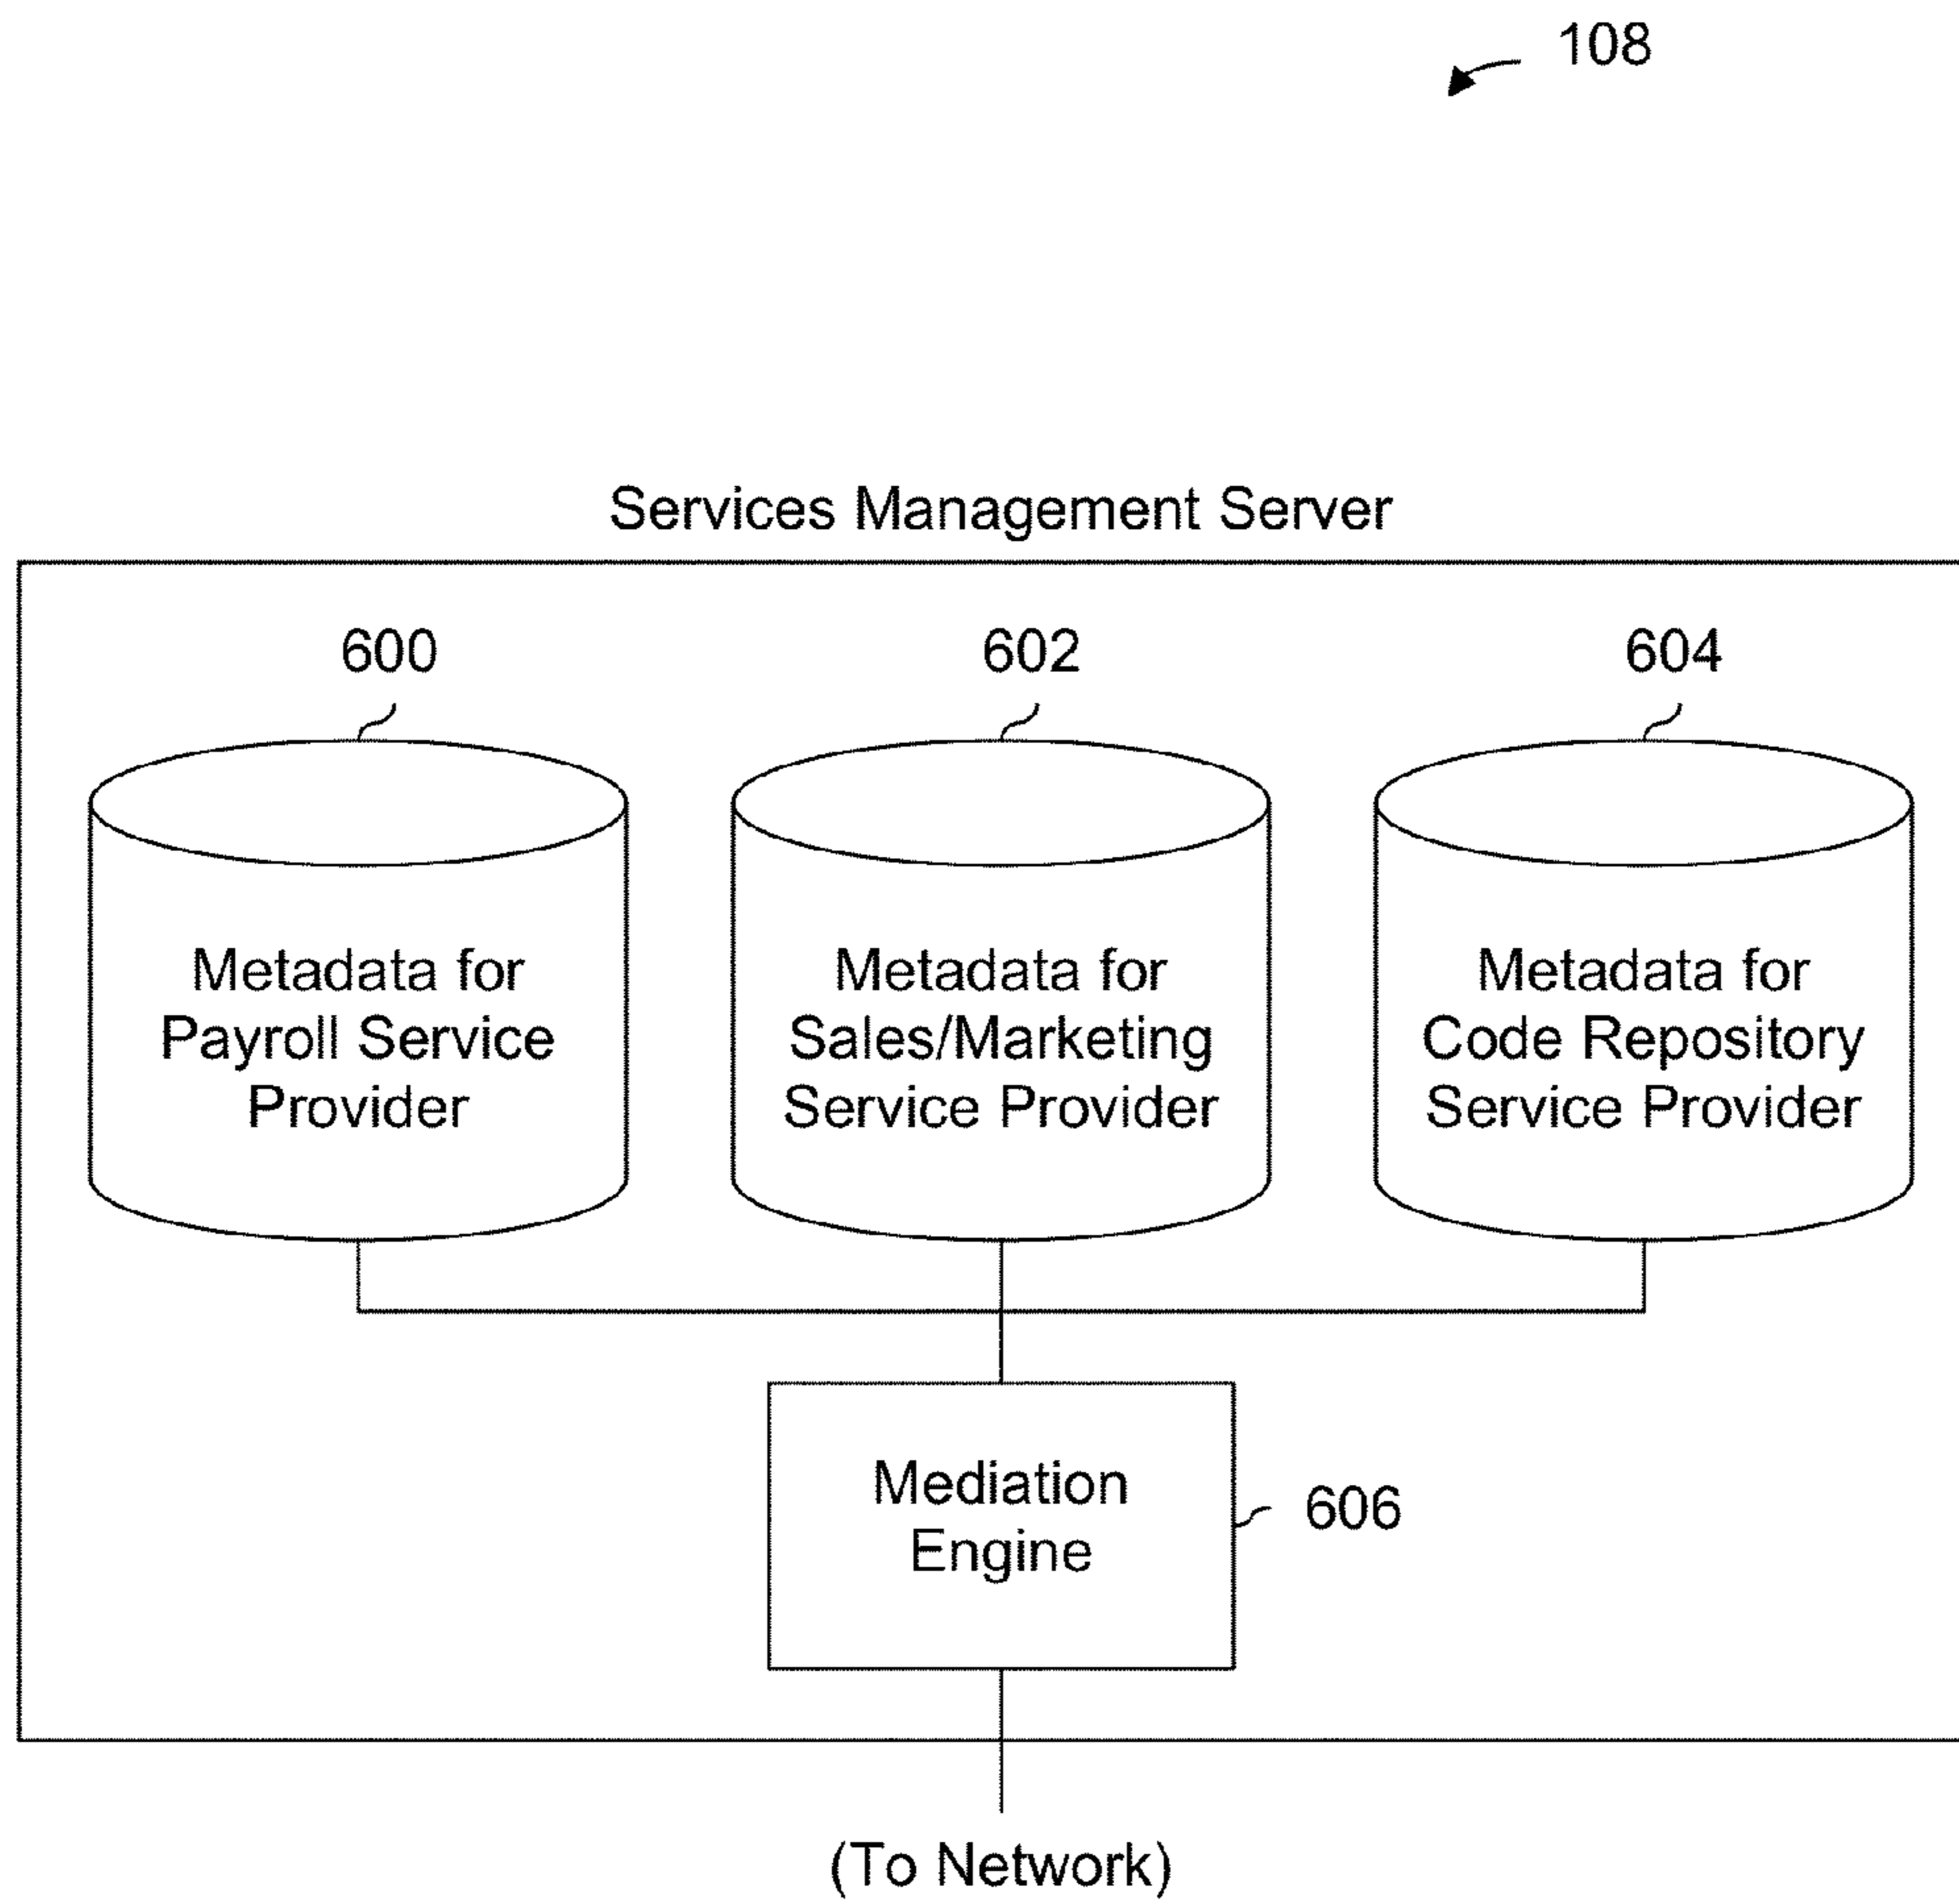 108
Services Management Server
600
602
604
Metadata for
Payroll Service
Provider
Metadata for
Sales/Marketing
Service Provider
Metadata for
Code Repository
Service Provider
Mediation
Engine
606
(To Network)